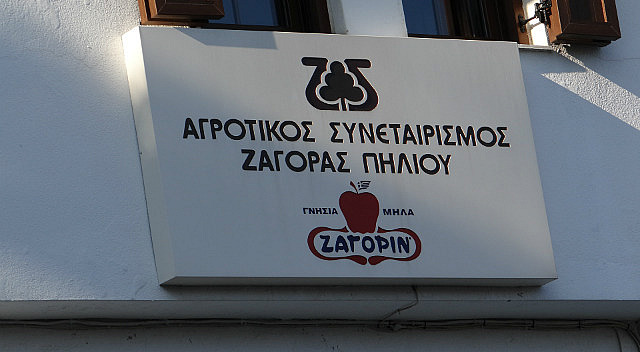 ΑΓΡΟΤΙΚΟΣ ΣΥΝΕΤΑΙΡΙΣΜΟΣ
ΖΑΓΟΡΑΣ ΠΗΛΙΟΥ
ΓΝΗΣΙΑ ΜΗΛΑ
ΖΑΓΟΡΙΝ